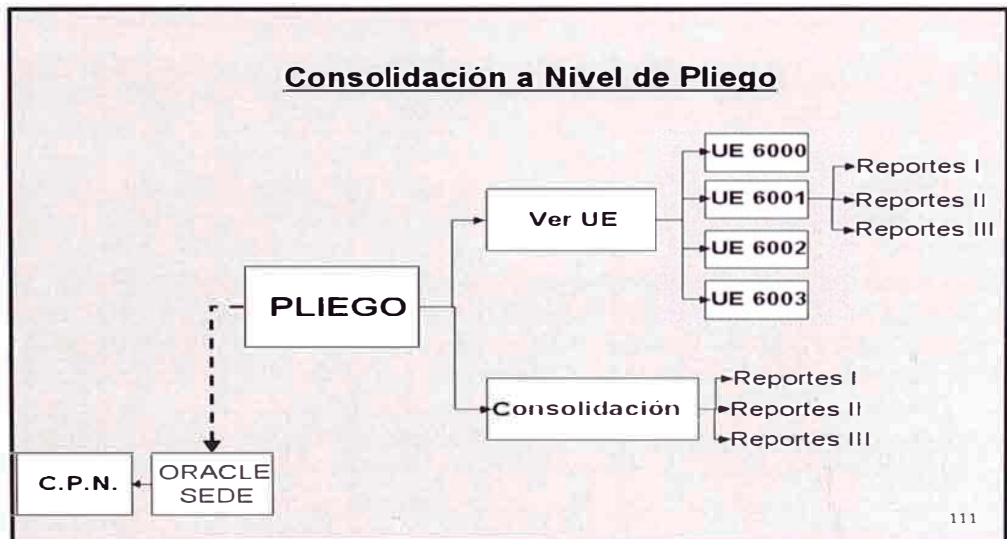 Consolidación a Nivel de Pliego
PLIEGO
Ver UE
UE 6000
UE 6001
UE 6002
UE 6003
Reportes I
Reportes II
Reportes III
Consolidación
Reportes I
Reportes II
Reportes III
ORACLE
SEDE
C.P.N.
111